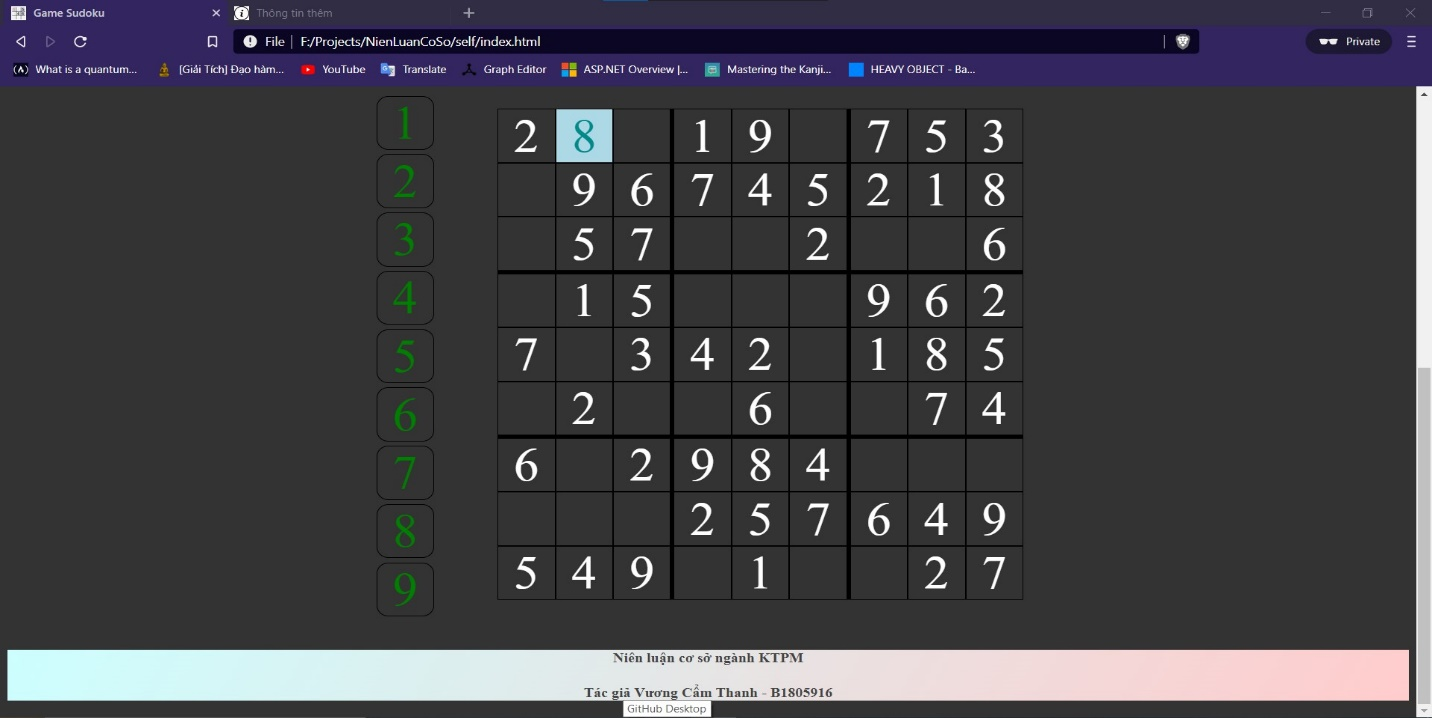 Game Sudoku
Thông tin thêm
File | F:/Projects/NienLuanCoSo/self/index.html
Private
What is a quantum...
[Giải Tích] Đạo hàm...
YouTube
Translate
Graph Editor
ASP.NET Overview |...
Mastering the Kanji...
HEAVY OBJECT - Ba...
1
2
3
4
5
6
7
8
9
2 8 1 9 7 5 3
9 6 7 4 5 2 1 8
5 7 2 6
1 5 9 6 2
7 3 4 2 1 8 5
2 6 7 4
6 2 9 8 4
2 5 7 6 4 9
5 4 9 1 2 7
Niên luận cơ sở ngành KTPM
Tác giả Vương Cẩm Thanh - B1805916
GitHub Desktop